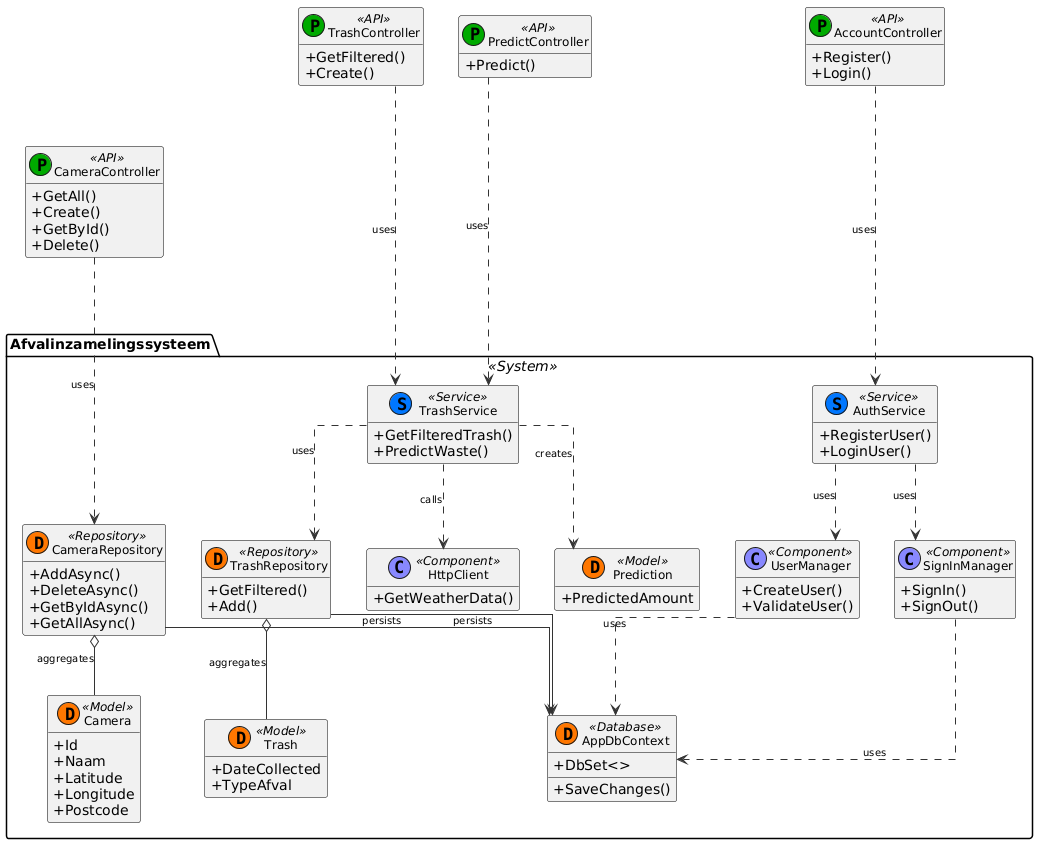 P
«API»
TrashController
+GetFiltered()
+Create()
P
«API»
PredictController
+Predict()
P
«API»
AccountController
+Register()
+Login()
P
«API»
CameraController
+GetAll()
+Create()
+GetById()
+Delete()
uses
uses
uses
Afvalinzamelingssysteem
«System»
uses
S
«Service»
TrashService
+GetFilteredTrash()
+PredictWaste()
S
«Service»
AuthService
+RegisterUser()
+LoginUser()
uses
calls
creates
uses
uses
D
«Repository»
CameraRepository
+AddAsync()
+DeleteAsync()
+GetByIdAsync()
+GetAllAsync()
D
«Repository»
TrashRepository
+GetFiltered()
+Add()
C
«Component»
HttpClient
+GetWeatherData()
D
«Model»
Prediction
+PredictedAmount
C
«Component»
UserManager
+CreateUser()
+ValidateUser()
C
«Component»
SignInManager
+SignIn()
+SignOut()
persists
persists
uses
aggregates
aggregates
uses
D
«Model»
Camera
+Id
+Naam
+Latitude
+Longitude
+Postcode
D
«Model»
Trash
+DateCollected
+TypeAfval
D
«Database»
AppDbContext
+DbSet<>
+SaveChanges()